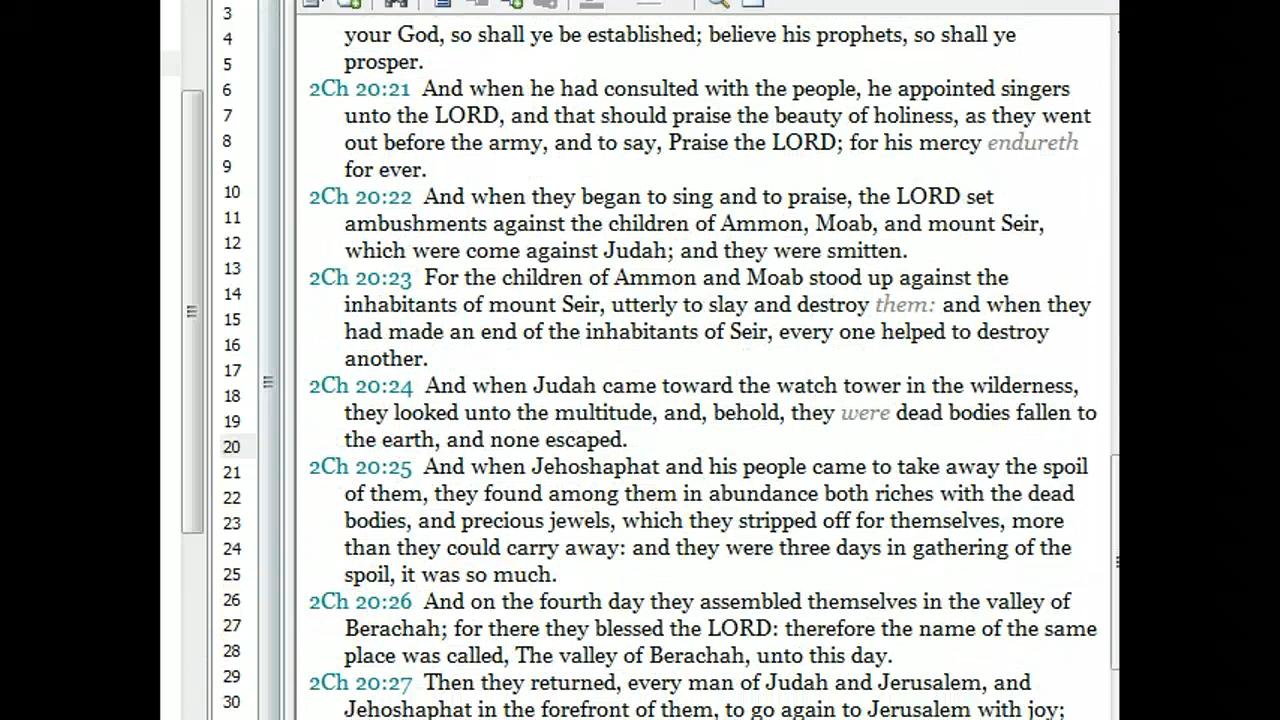 3
4
5
6
7
8
9
10
11
12
13
14
15
16
17
18
19
20
21
22
23
24
25
26
27
28
29
30
your God, so shall ye be established; believe his prophets, so shall ye
prosper.
2Ch 20:21 And when he had consulted with the people, he appointed singers
unto the LORD, and that should praise the beauty of holiness, as they went
out before the army, and to say, Praise the LORD; for his mercy endureth
for ever.
2Ch 20:22 And when they began to sing and to praise, the LORD set
ambushments against the children of Ammon, Moab, and mount Seir,
which were come against Judah; and they were smitten.
2Ch 20:23 For the children of Ammon and Moab stood up against the
inhabitants of mount Seir, utterly to slay and destroy them: and when they
had made an end of the inhabitants of Seir, every one helped to destroy
another.
2Ch 20:24 And when Judah came toward the watch tower in the wilderness,
they looked unto the multitude, and, behold, they were dead bodies fallen to
the earth, and none escaped.
2Ch 20:25 And when Jehoshaphat and his people came to take away the spoil
of them, they found among them in abundance both riches with the dead
bodies, and precious jewels, which they stripped off for themselves, more
than they could carry away: and they were three days in gathering of the
spoil, it was so much.
2Ch 20:26 And on the fourth day they assembled themselves in the valley of
Berachah; for there they blessed the LORD: therefore the name of the same
place was called, The valley of Berachah, unto this day.
2Ch 20:27 Then they returned, every man of Judah and Jerusalem, and
Jehoshaphat in the forefront of them, to go again to Jerusalem with joy;